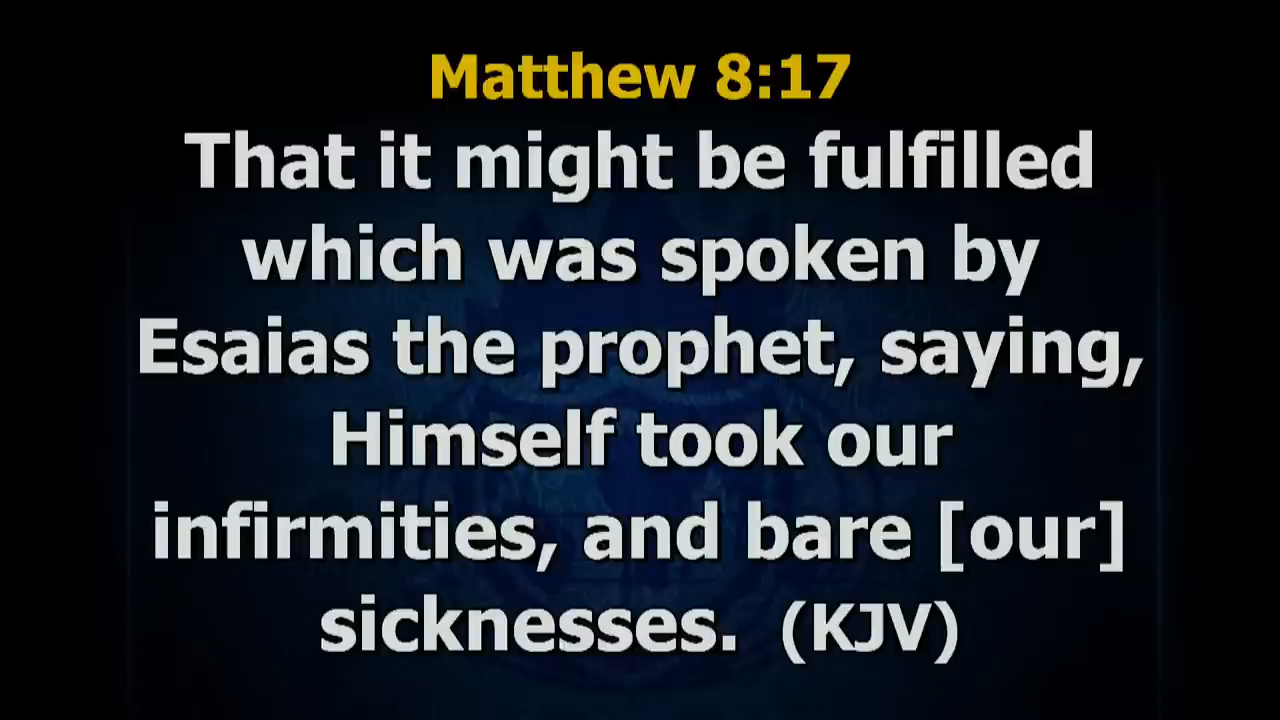 Matthew 8:17
That it might be fulfilled
which was spoken by
Esaias the prophet, saying,
Himself took our
infirmities, and bare [our]
sicknesses. (KJV)